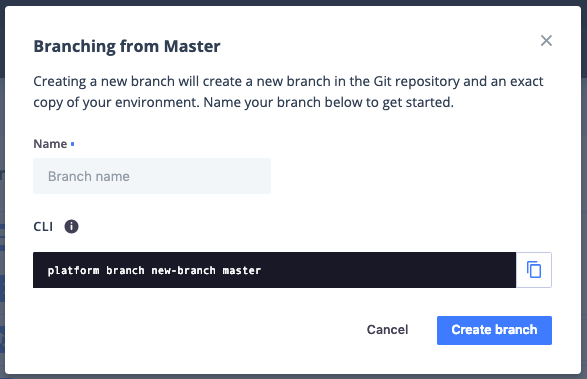 Branching from Master
Creating a new branch will create a new branch in the Git repository and an exact
copy of your environment. Name your branch below to get started.
Name
Branch name
CLI
platform branch new-branch master
Cancel
Create branch